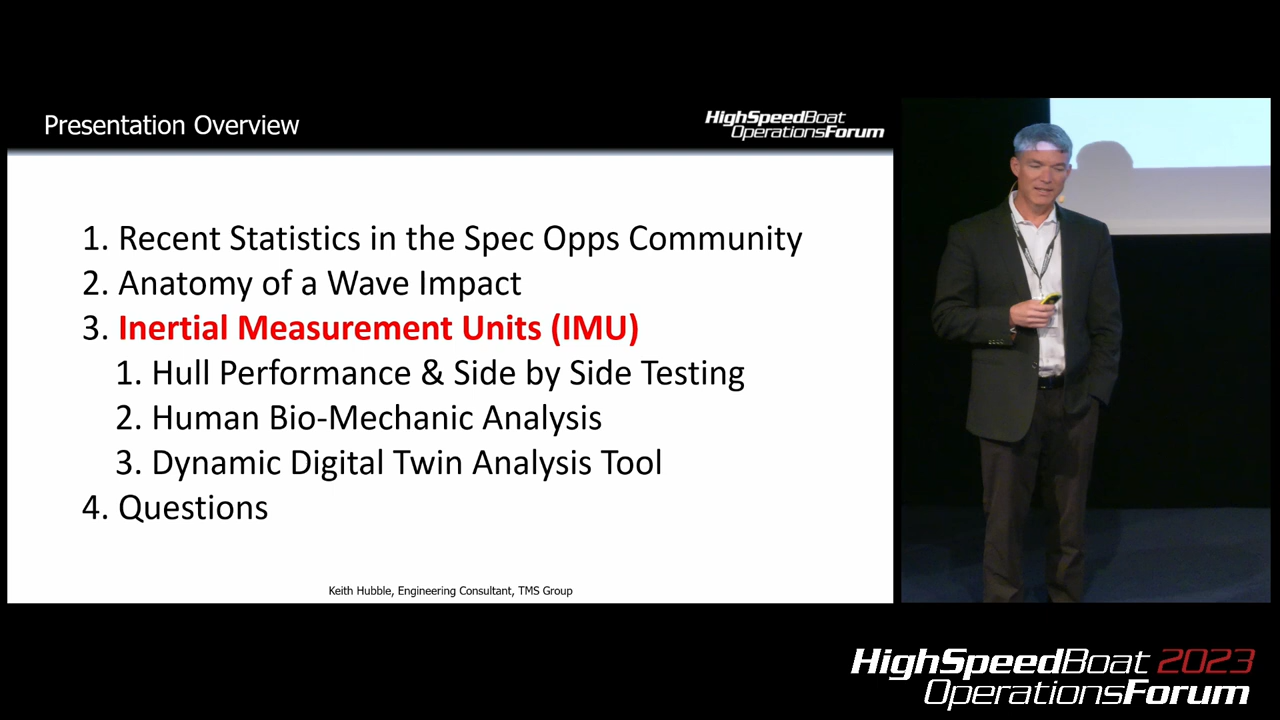 Presentation Overview
HighSpeedBoat
OperationsForum
1. Recent Statistics in the Spec Opps Community
2. Anatomy of a Wave Impact
3. Inertial Measurement Units (IMU)
1. Hull Performance & Side by Side Testing
2. Human Bio-Mechanic Analysis
3. Dynamic Digital Twin Analysis Tool
4. Questions
Keith Hubble, Engineering Consultant, TMS Group
HighSpeedBoat 2023
OperationsForum